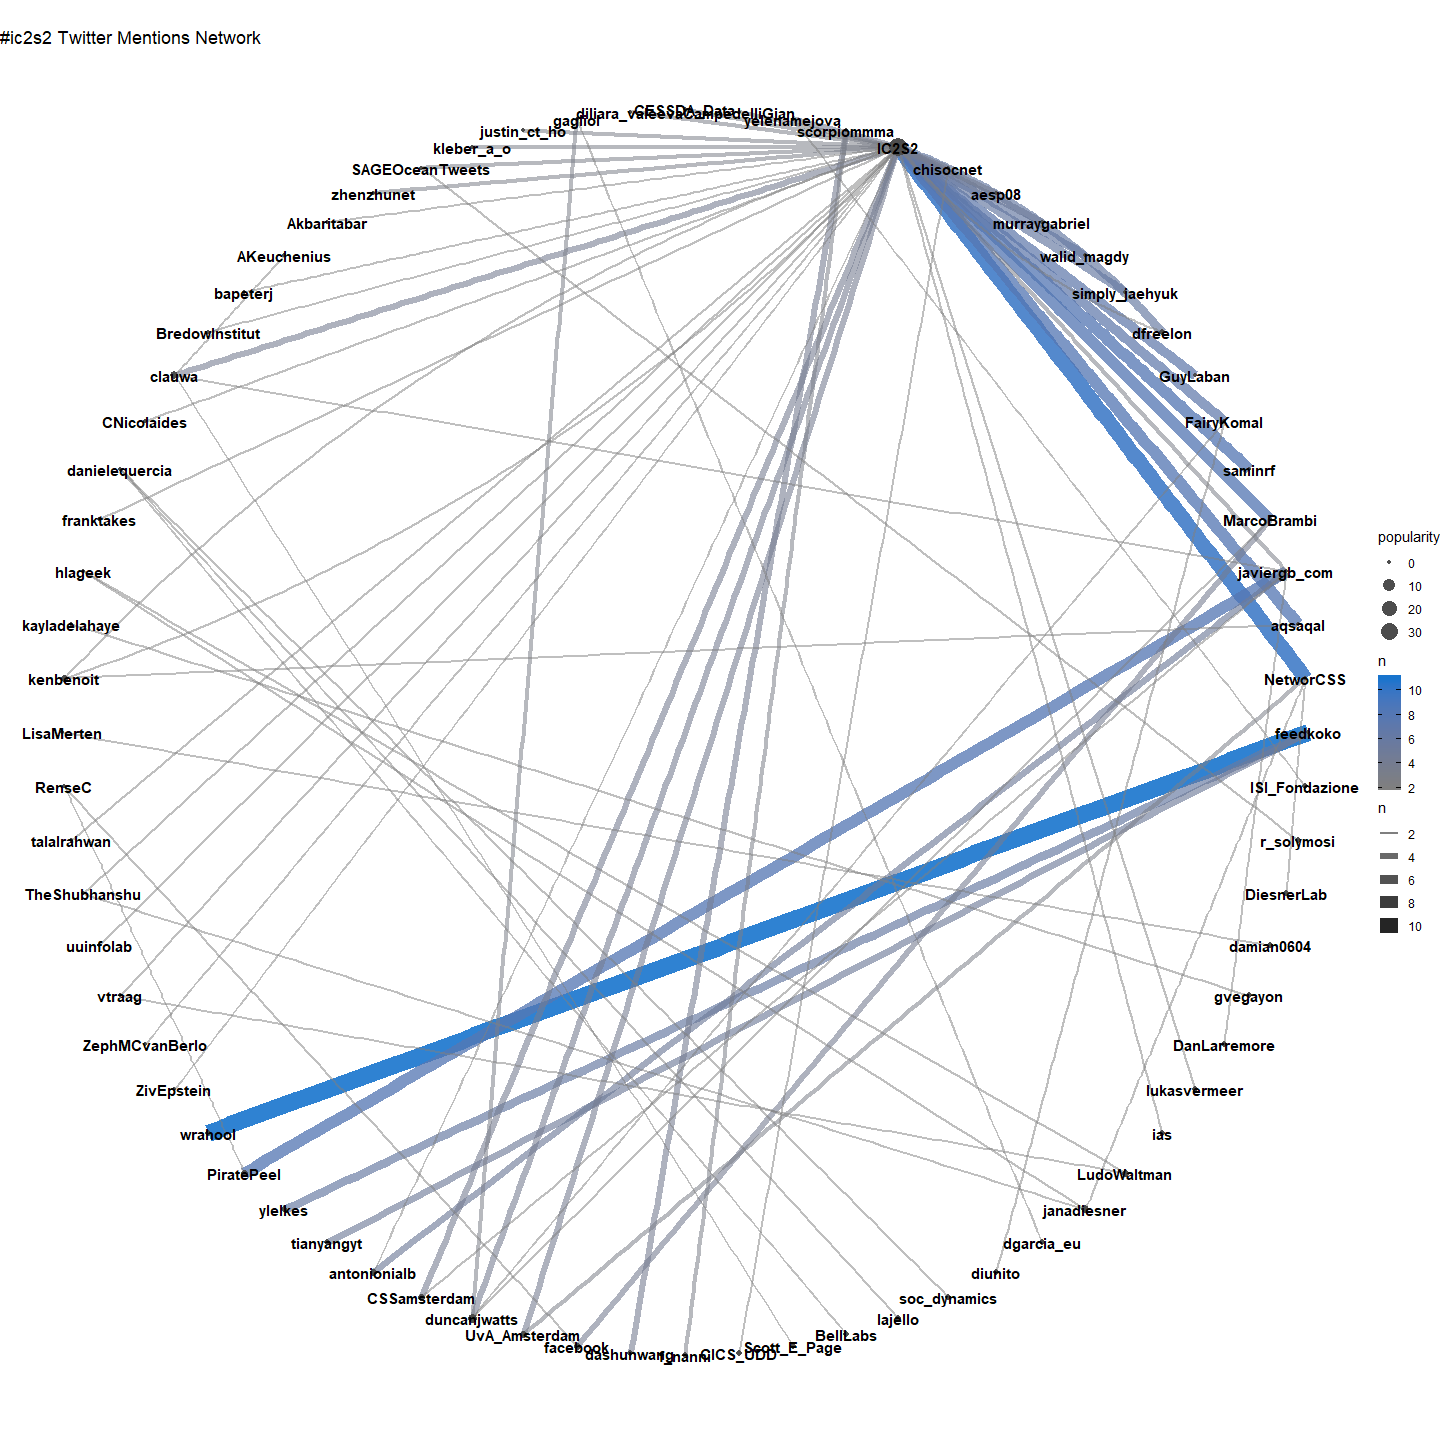 #ic2s2 Twitter Mentions Network
CESSDA_Data
diliara_valeeva
CampedelliGian
gagliol
yelenamejova
justin_ct_ho
scorpiommma
kleber_a_o
IC2S2
SAGEOceanTweets
chisocnet
zhenzhunet
aesp08
Akbaritabar
murraygabriel
AKeuchenius
walid_magdy
bapeterj
simply_jaehyuk
BredowInstitut
dfreelon
clauwa
GuyLaban
CNicolaides
FairyKomal
danielequercia
saminrf
franktakes
MarcoBrambi
hlageek
javiergb_com
kayladelahaye
aqsaqal
kenbenoit
NetworCSS
LisaMerten
feedkoko
RenseC
ISI_Fondazione
talalrahwan
r_solymosi
TheShubhanshu
DiesnerLab
uuinfolab
damian0604
vtraag
gvegayon
ZephMCvanBerlo
DanLarremore
ZivEpstein
lukasvermeer
wrahool
ias
PiratePeel
LudoWaltman
ylelkes
janadiesner
tianyangyt
dgarcia_eu
antonionialb
diunito
CSSamsterdam
soc_dynamics
duncanjwatts
lajello
UvA_Amsterdam
BellLabs
facebook
Scott_E_Page
dashunwang
f_nanni
CICS_UDD
popularity
0
10
20
30
n
10
8
6
4
2
n
2
4
6
8
10